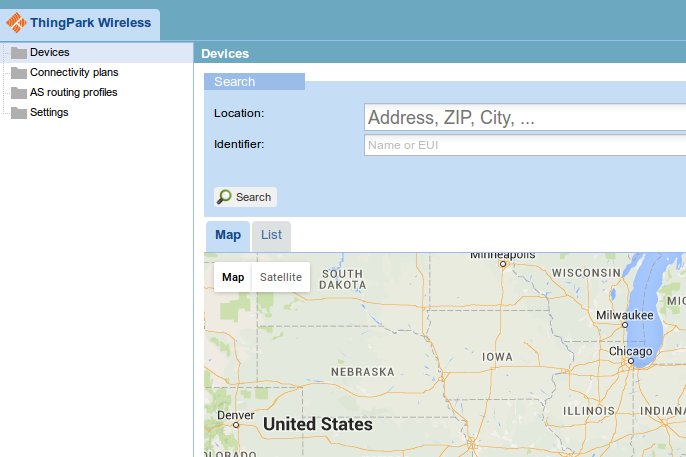 ThingPark Wireless
Devices
Connectivity plans
AS routing profiles
Settings
Devices
Search
Location:
Address, ZIP, City, ...
Identifier:
Name or EUI
Search
Map
List
Map
Satellite
Minneapolis
SOUTH
DAKOTA
WISCONSIN
Milwaukee
MIC
Chicago
IOWA
NEBRASKA
ILLINOIS
INDIANA
Denver
United States
OLORADO